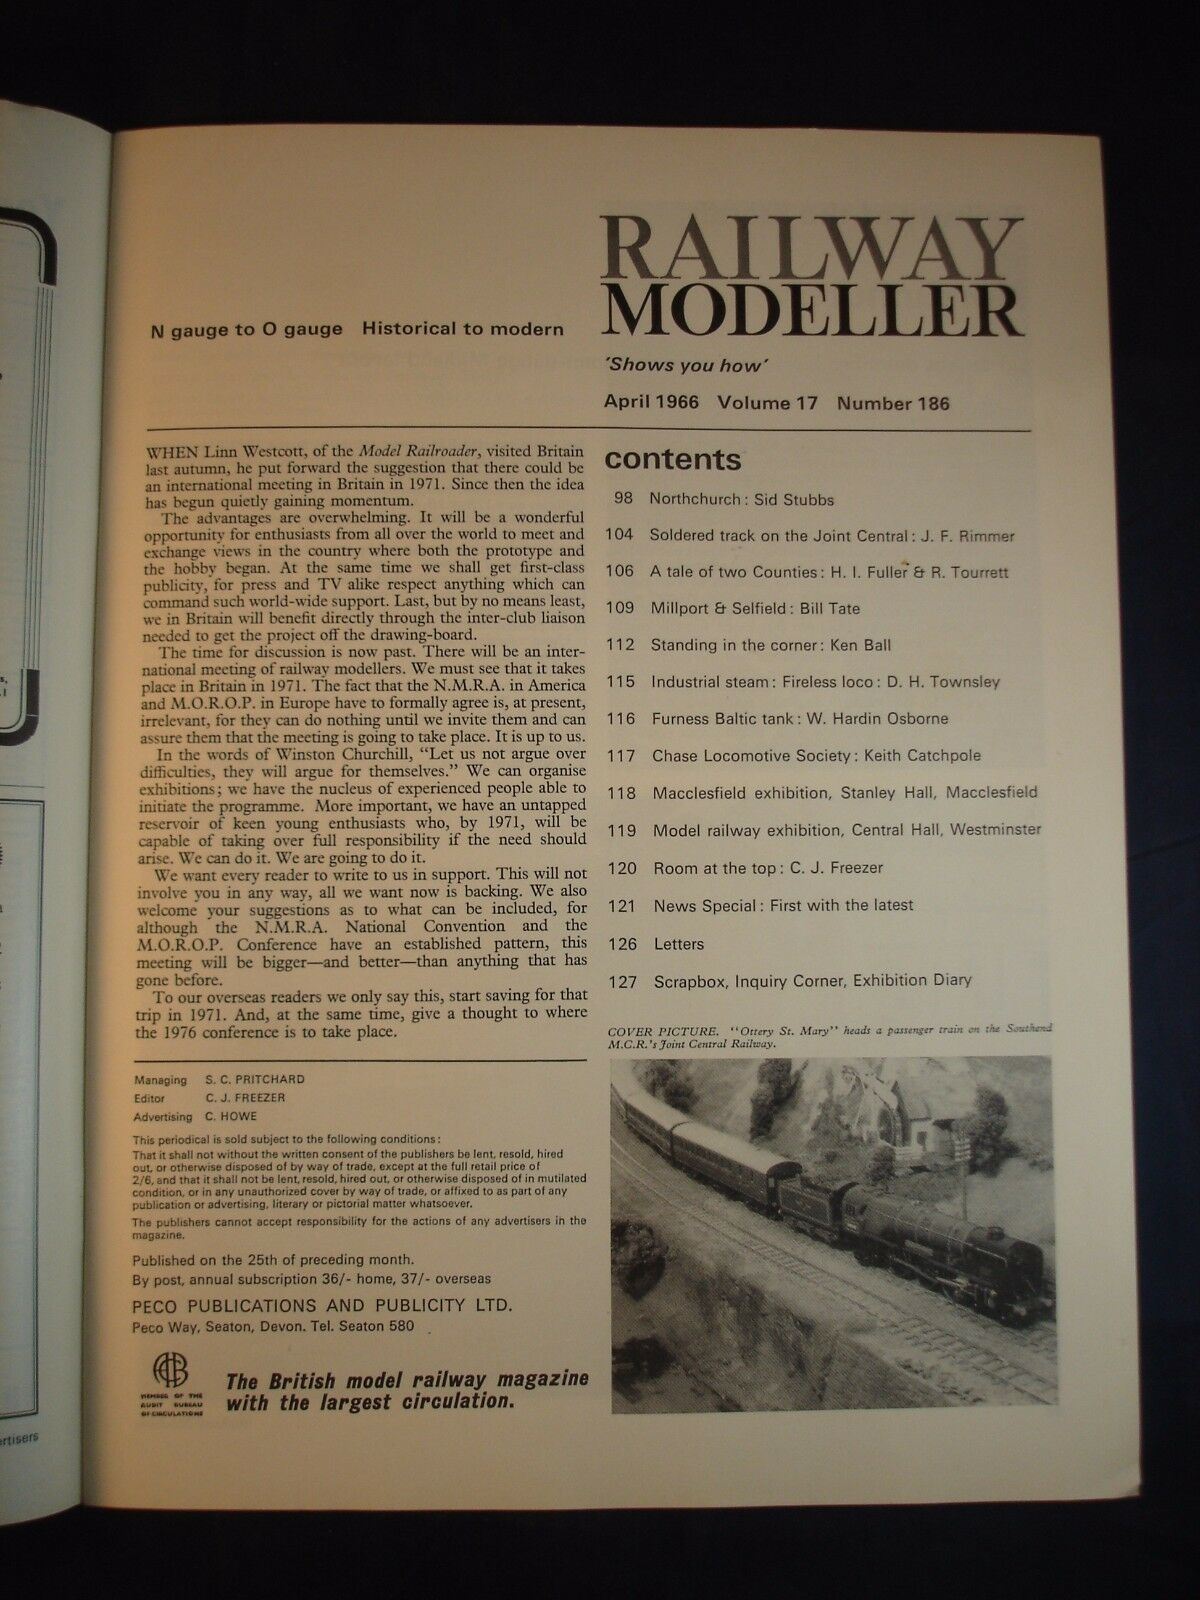 RAILWAY
MODELLER
N gauge to O gauge Historical to modern
'Shows you how'
April 1966 Volume 17 Number 186
WHEN Linn Westcott, of the Model Railroader, visited Britain
last autumn, he put forward the suggestion that there could be
an international meeting in Britain in 1971. Since then the idea
has begun quietly gaining momentum.
The advantages are overwhelming. It will be a wonderful
opportunity for enthusiasts from all over the world to meet and
exchange views in the country where both the prototype and
the hobby began. At the same time we shall get first-class
publicity, for press and TV alike respect anything which can
command such world-wide support. Last, but by no means least,
we in Britain will benefit directly through the inter-club liaison
needed to get the project off the drawing-board.
The time for discussion is now past. There will be an inter-
national meeting of railway modellers. We must see that it takes
place in Britain in 1971. The fact that the N.M.R.A. in America
and M.O.R.O.P. in Europe have to formally agree is, at present,
irrelevant, for they can do nothing until we invite them and can
assure them that the meeting is going to take place. It is up to us.
In the words of Winston Churchill, "Let us not argue over
difficulties, they will argue for themselves." We can organise
exhibitions; we have the nucleus of experienced people able to
initiate the programme. More important, we have an untapped
reservoir of keen young enthusiasts who, by 1971, will be
capable of taking over full responsibility if the need should
arise. We can do it. We are going to do it.
We want every reader to write to us in support. This will not
involve you in any way, all we want now is backing. We also
welcome your suggestions as to what can be included, for
although the N.M.R.A. National Convention and the
M.O.R.O.P. Conference have an established pattern, this
meeting will be bigger—and better—than anything that has
gone before.
To our overseas readers we only say this, start saving for that
trip in 1971. And, at the same time, give a thought to where
the 1976 conference is to take place.
Managing S. C. PRITCHARD
Editor C. J. FREEZER
Advertising C. HOWE
This periodical is sold subject to the following conditions:
That it shall not without the written consent of the publishers be lent, resold, hired
out, or otherwise disposed of by way of trade, except at the full retail price of
2/6, and that it shall not be lent, resold, hired out, or otherwise disposed of in mutilated
condition, or in any unauthorized cover by way of trade, or affixed to as part of any
publication or advertising, literary or pictorial matter whatsoever.
The publishers cannot accept responsibility for the actions of any advertisers in the
magazine.
Published on the 25th of preceding month.
By post, annual subscription 36/- home, 37/- overseas
PECO PUBLICATIONS AND PUBLICITY LTD.
Peco Way, Seaton, Devon. Tel. Seaton 580
MEMBER OF THE
AUDIT BUREAU
OF CIRCULATIONS
The British model railway magazine
with the largest circulation.
contents
98 Northchurch: Sid Stubbs
104 Soldered track on the Joint Central: J. F. Rimmer
106 A tale of two Counties: H. I. Fuller & R. Tourrett
109 Millport & Selfield: Bill Tate
112 Standing in the corner: Ken Ball
115 Industrial steam: Fireless loco: D. H. Townsley
116 Furness Baltic tank: W. Hardin Osborne
117 Chase Locomotive Society: Keith Catchpole
118 Macclesfield exhibition, Stanley Hall, Macclesfield
119 Model railway exhibition, Central Hall, Westminster
120 Room at the top: C. J. Freezer
121 News Special: First with the latest
126 Letters
127 Scrapbox, Inquiry Corner, Exhibition Diary
COVER PICTURE. "Ottery St. Mary" heads a passenger train on the Southend
M.C.R.'s Joint Central Railway.